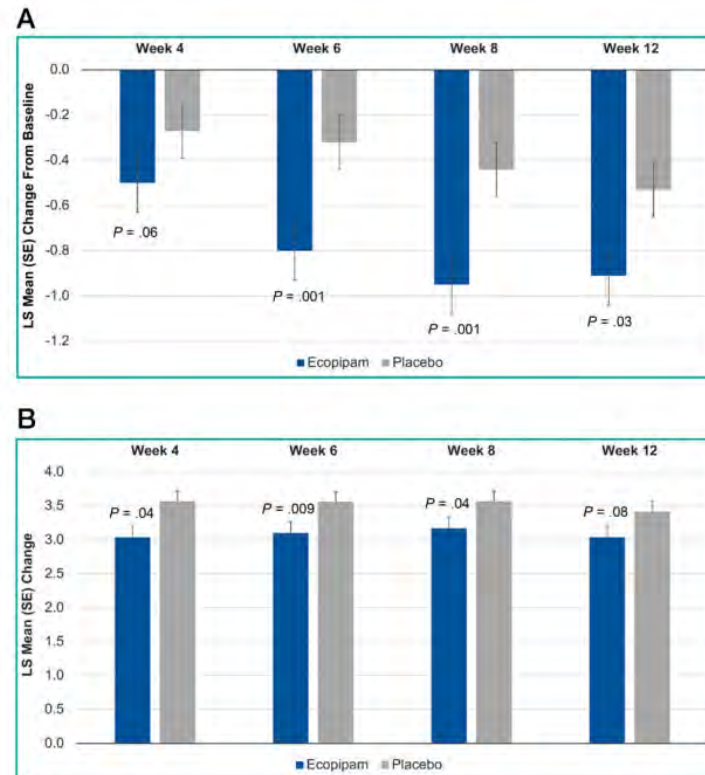 A
Week 4 Week 6 Week 8 Week 12
LS Mean (SE) Change From Baseline
0.0
-0.2
-0.4
-0.6
-0.8
-1.0
-1.2
P = .06
P = .001
P = .001
P = .03
Ecopipam Placebo
B
Week 4 Week 6 Week 8 Week 12
LS Mean (SE) Change
4.0
3.5
3.0
2.5
2.0
1.5
1.0
0.5
0.0
P = .04
P = .009
P = .04
P = .08
Ecopipam Placebo